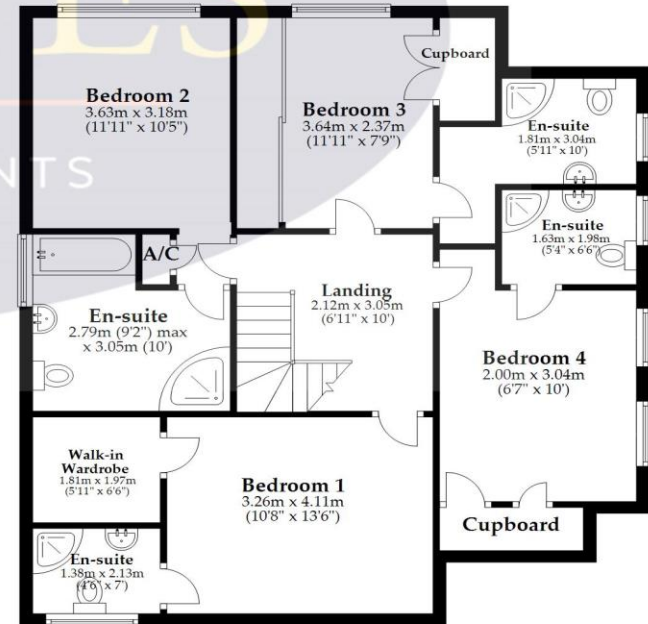 ES
NTS
Bedroom 2
3.63m x 3.18m
(11'11" x 10'5")
Bedroom 3
3.64m x 2.37m
(11'11" x 7'9")
Cupboard
En-suite
1.81m x 3.04m
(5'11" x 10')
En-suite
1.63m x 1.98m
(5'4" x 6'6")
A/C
En-suite
2.79m (9'2") max
x 3.05m (10')
Landing
2.12m x 3.05m
(6'11" x 10')
Bedroom 4
2.00m x 3.04m
(6'7" x 10')
Walk-in
Wardrobe
1.81m x 1.97m
(5'11" x 6'6")
Bedroom 1
3.26m x 4.11m
(10'8" x 13'6")
Cupboard
En-suite
1.38m x 2.13m
(4'6" x 7')